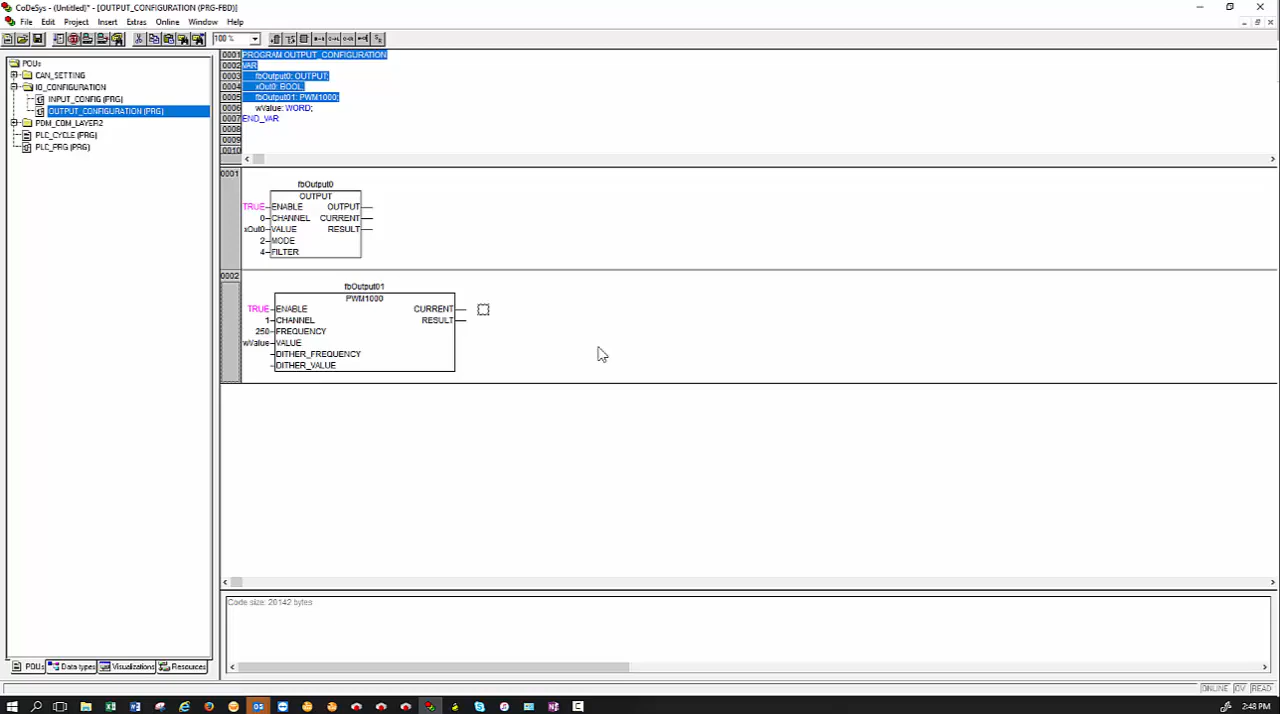 CoDeSys - (Untitled)* - [OUTPUT_CONFIGURATION (PRG-FBD)]
File Edit Project Insert Extras Online Window Help
100 %
POUs
CAN_SETTING
IO_CONFIGURATION
INPUT_CONFIG (PRG)
OUTPUT_CONFIGURATION (PRG)
PDM_COM_LAYER2
PLC_CYCLE (PRG)
PLC_PRG (PRG)
0001 PROGRAM OUTPUT_CONFIGURATION
0002 VAR
0003 fbOutput0: OUTPUT;
0004 xOut0: BOOL;
0005 fbOutput01: PWM1000;
0006 wValue: WORD;
0007 END_VAR
0008
0009
0010
0001
fbOutput0
OUTPUT
TRUE ENABLE OUTPUT
0 CHANNEL CURRENT
xOut0 VALUE RESULT
2 MODE
4 FILTER
0002
fbOutput01
PWM1000
TRUE ENABLE CURRENT
1 CHANNEL RESULT
250 FREQUENCY
wValue VALUE
DITHER_FREQUENCY
DITHER_VALUE
Code size: 20142 bytes
POUs Data types Visualizations Resources
ONLINE OV READ
2:48 PM